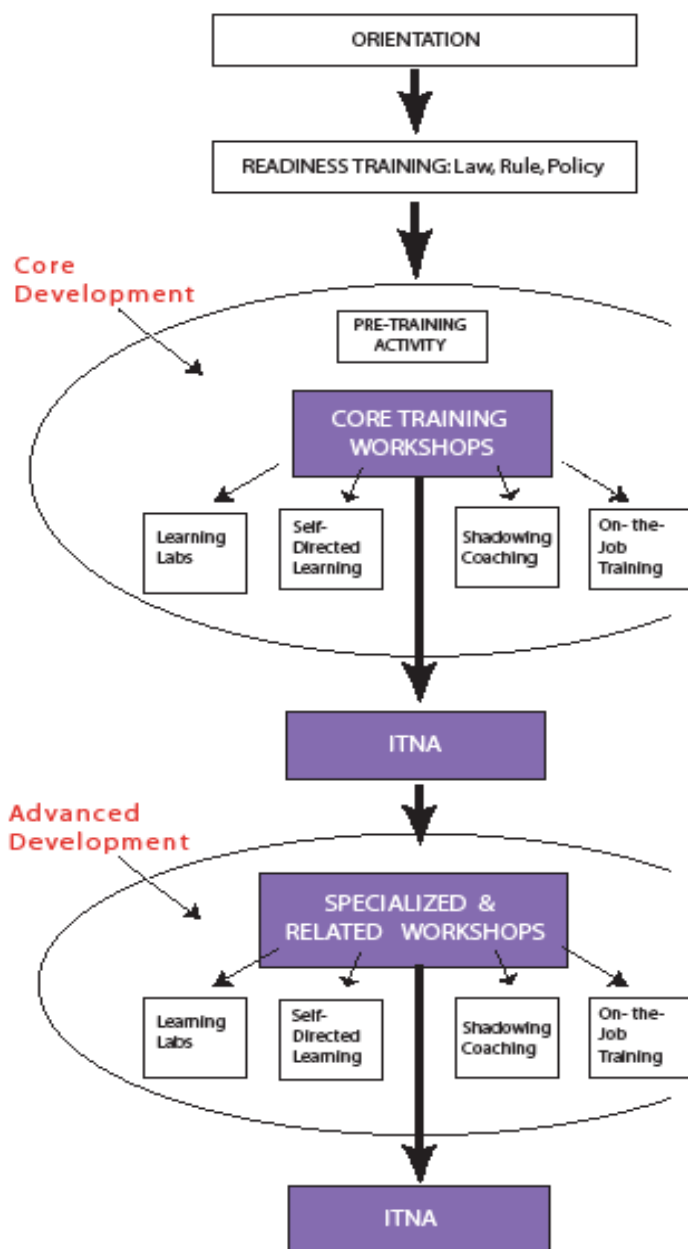 ORIENTATION
READINESS TRAINING: Law, Rule, Policy
Core
Development
PRE-TRAINING
ACTIVITY
CORE TRAINING
WORKSHOPS
Learning
Labs
Self-
Directed
Learning
Shadowing
Coaching
On- the-
Job
Training
ITNA
Advanced
Development
SPECIALIZED &
RELATED WORKSHOPS
Learning
Labs
Self-
Directed
Learning
Shadowing
Coaching
On- the-
Job
Training
ITNA